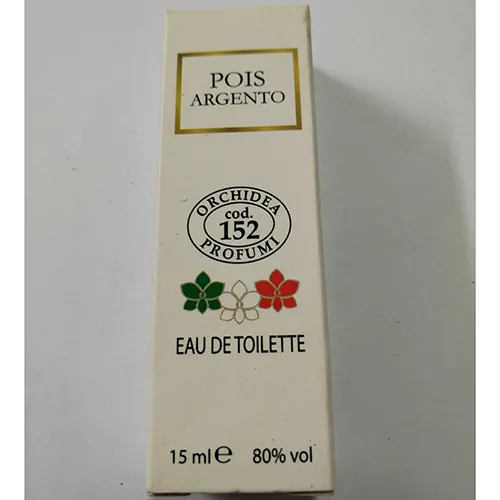 POIS
ARGENTO
ORCHIDEA
cod.
152
PROFUMI
EAU DE TOILETTE
15 ml ℮ 80% vol